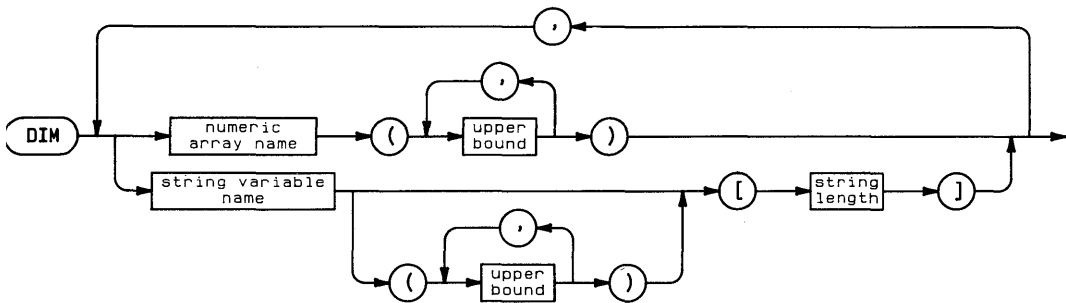 ,
,
DIM
numeric
array name
(
upper
bound
)
string variable
name
[
string
length
]
,
(
upper
bound
)